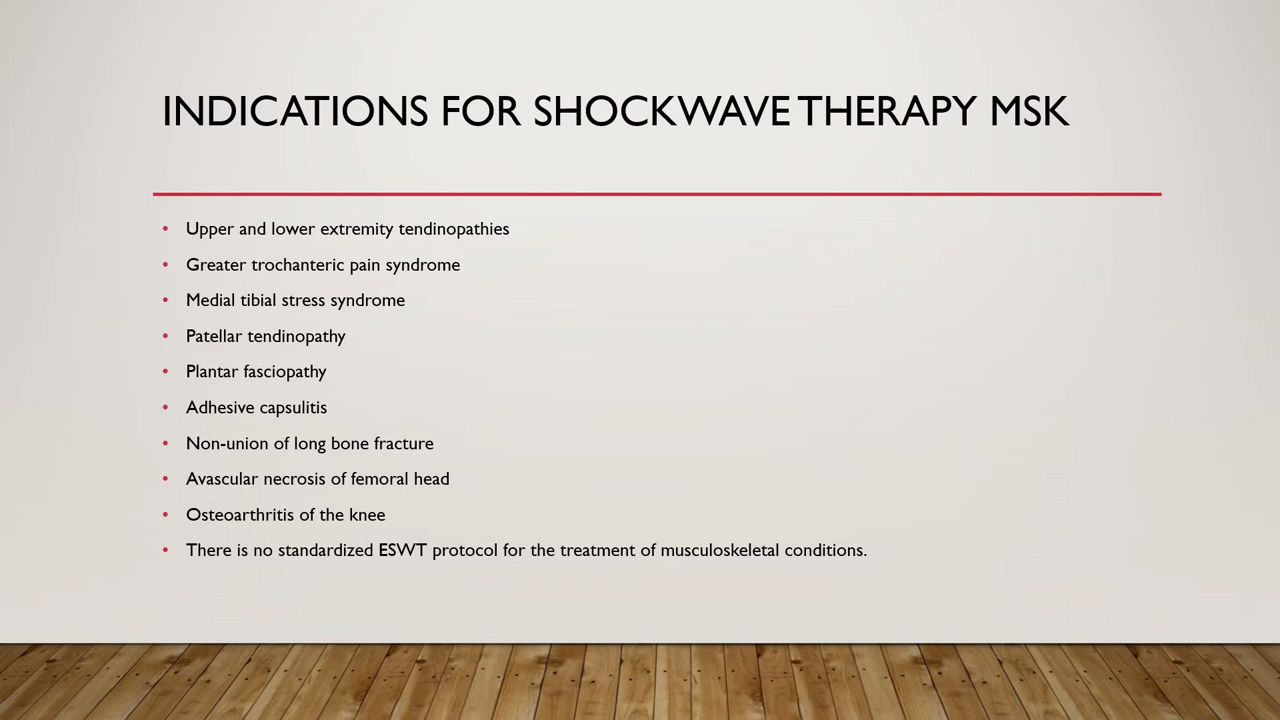 INDICATIONS FOR SHOCKWAVE THERAPY MSK
• Upper and lower extremity tendinopathies
• Greater trochanteric pain syndrome
• Medial tibial stress syndrome
• Patellar tendinopathy
• Plantar fasciopathy
• Adhesive capsulitis
• Non-union of long bone fracture
• Avascular necrosis of femoral head
• Osteoarthritis of the knee
• There is no standardized ESWT protocol for the treatment of musculoskeletal conditions.